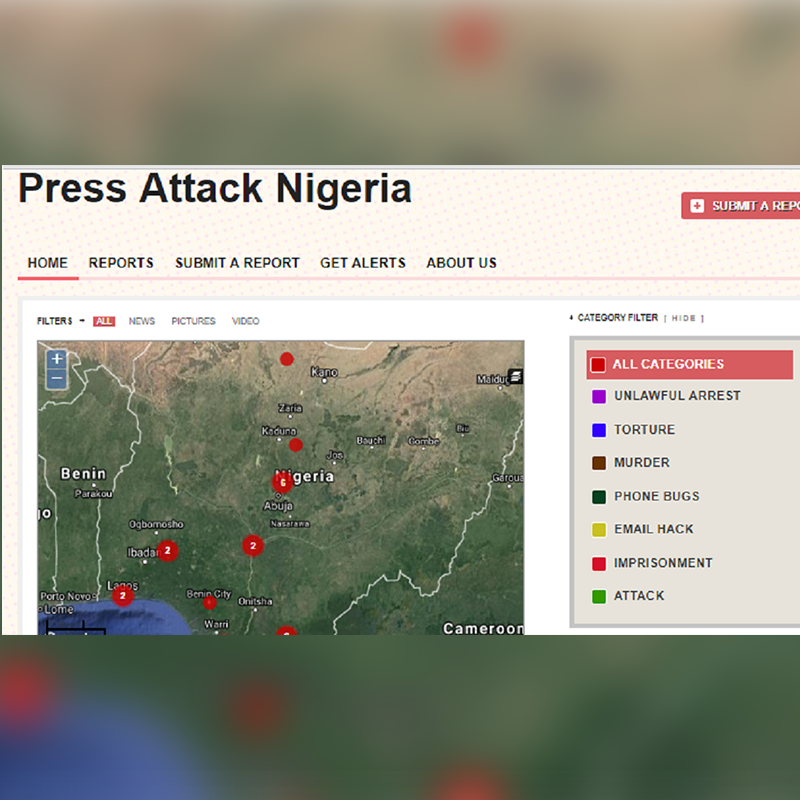 Press Attack Nigeria
+ SUBMIT A REPO
HOME REPORTS SUBMIT A REPORT GET ALERTS ABOUT US
FILTERS → ALL NEWS PICTURES VIDEO
CATEGORY FILTER [ HIDE ]
ALL CATEGORIES
UNLAWFUL ARREST
TORTURE
MURDER
PHONE BUGS
EMAIL HACK
IMPRISONMENT
ATTACK
+
−
Kano
Maidug
Zaria
Kaduna
Biu
Bauchi
Gombe
Jos
Benin
Nigeria
6
Garoua
Parakou
Abuja
Nasarawa
Ogbomosho
Ibadan
2
2
Lagos
2
Porto Novo
Lome
Benin City
Onitsha
Warri
Cameroon